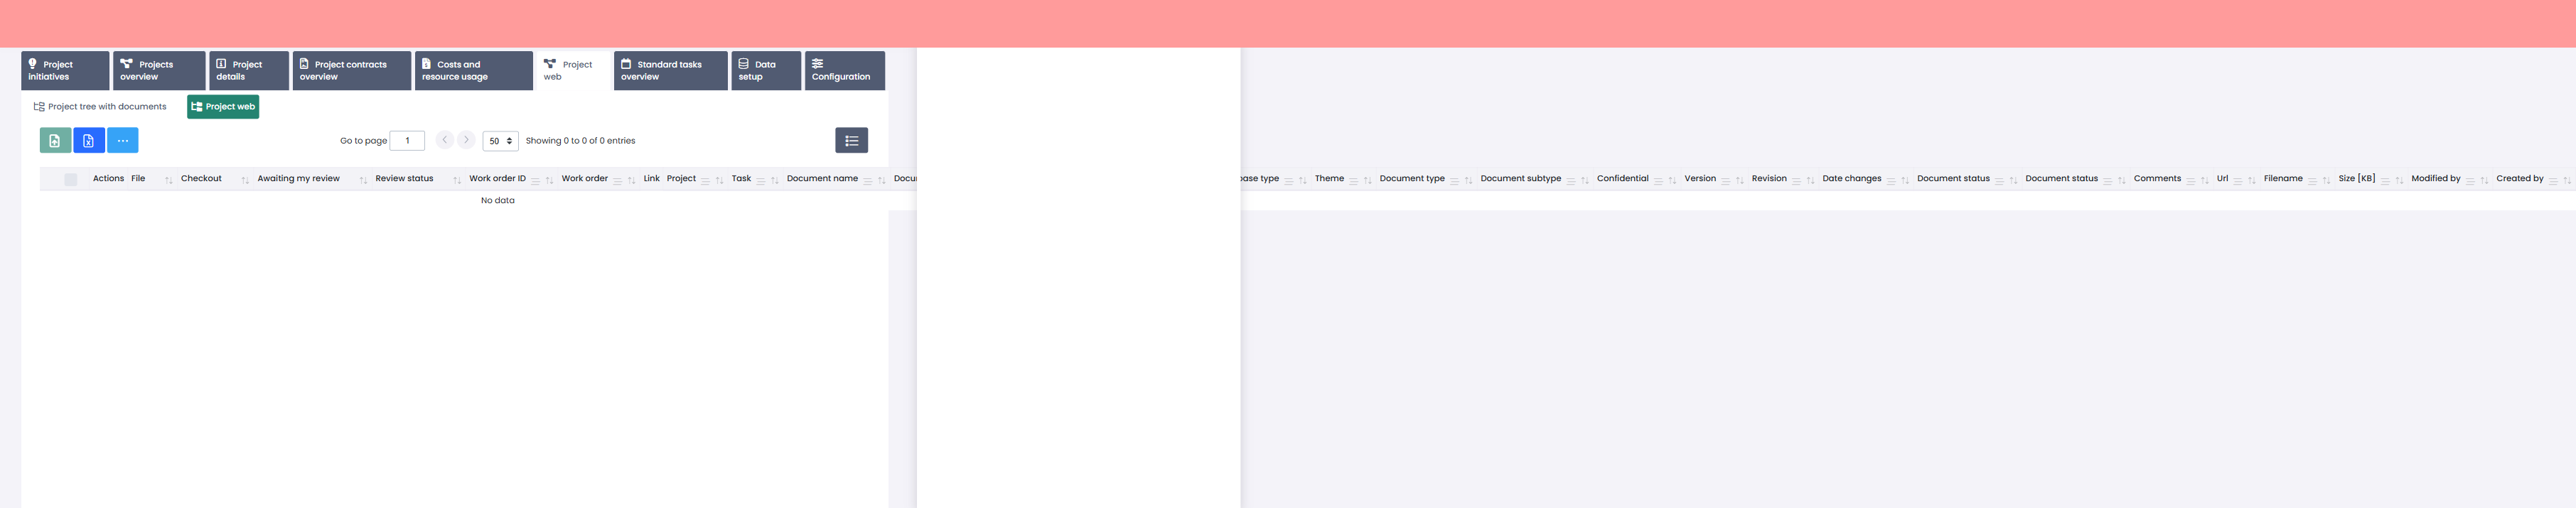 Project initiatives
Projects overview
Project details
Project contracts overview
Costs and resource usage
Project web
Standard tasks overview
Data setup
Configuration
Project tree with documents
Project web
Go to page 1 50 Showing 0 to 0 of 0 entries
Actions File Checkout Awaiting my review Review status Work order ID Work order Link Project Task Document name Docu ase type Theme Document type Document subtype Confidential Version Revision Date changes Document status Document status Comments Url Filename Size [KB] Modified by Created by
No data